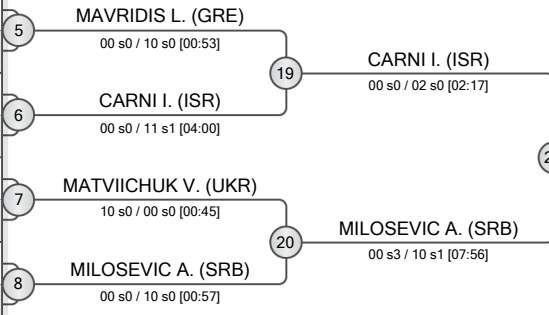 MAVRIDIS L. (GRE)
5
00 s0 / 10 s0 [00:53]
19
CARNI I. (ISR)
00 s0 / 02 s0 [02:17]
CARNI I. (ISR)
6
00 s0 / 11 s1 [04:00]
MATVIICHUK V. (UKR)
7
10 s0 / 00 s0 [00:45]
20
MILOSEVIC A. (SRB)
00 s3 / 10 s1 [07:56]
MILOSEVIC A. (SRB)
8
00 s0 / 10 s0 [00:57]